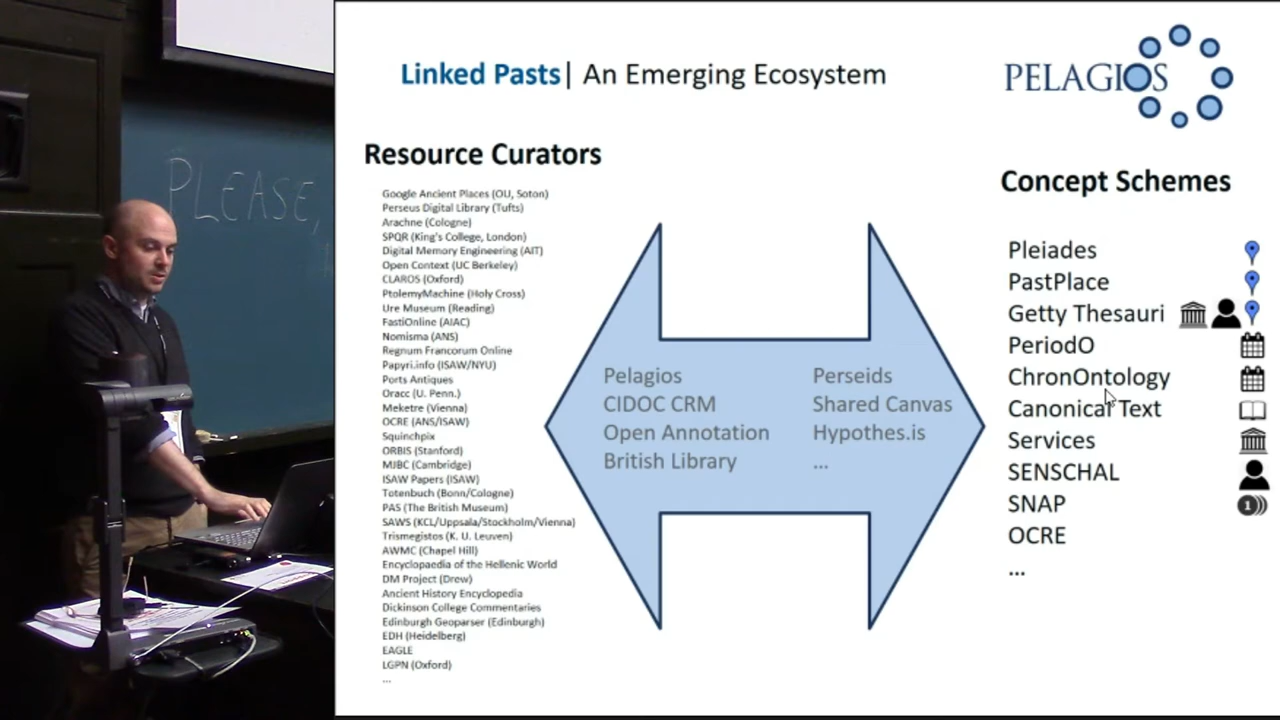 PLEASE,
Linked Pasts| An Emerging Ecosystem
PELAGIOS
Resource Curators
Google Ancient Places (OU, Soton)
Perseus Digital Library (Tufts)
Arachne (Cologne)
SPQR (King's College, London)
Digital Memory Engineering (AIT)
Open Context (UC Berkeley)
CLAROS (Oxford)
PtolemyMachine (Holy Cross)
Ure Museum (Reading)
FastiOnline (AIAC)
Nomisma (ANS)
Regnum Francorum Online
Papyri.info (ISAW/NYU)
Ports Antiques
Oracc (U. Penn.)
Meketre (Vienna)
OCRE (ANS/ISAW)
Squinchpix
ORBIS (Stanford)
MJBC (Cambridge)
ISAW Papers (ISAW)
Totenbuch (Bonn/Cologne)
PAS (The British Museum)
SAWS (KCL/Uppsala/Stockholm/Vienna)
Trismegistos (K. U. Leuven)
AWMC (Chapel Hill)
Encyclopaedia of the Hellenic World
DM Project (Drew)
Ancient History Encyclopedia
Dickinson College Commentaries
Edinburgh Geoparser (Edinburgh)
EDH (Heidelberg)
EAGLE
LGPN (Oxford)
...
Pelagios
CIDOC CRM
Open Annotation
British Library
Perseids
Shared Canvas
Hypothes.is
...
Concept Schemes
Pleiades
PastPlace
Getty Thesauri
PeriodO
ChronOntology
Canonical Text
Services
SENSCHAL
SNAP
1
OCRE
...